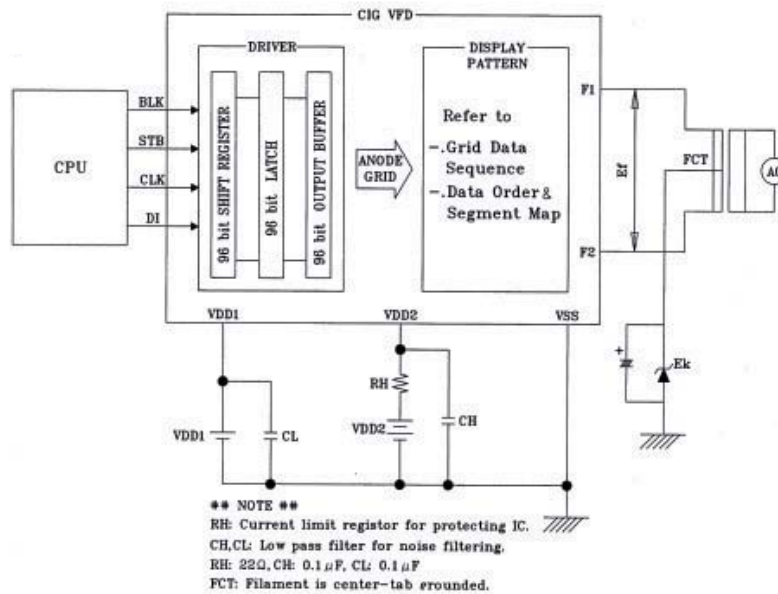 CIG VFD
DRIVER
DISPLAY
PATTERN
CPU
BLK
STB
CLK
DI
96 bit SHIFT REGISTER
96 bit LATCH
96 bit OUTPUT BUFFER
ANODE
GRID
Refer to
-.Grid Data
Sequence
-.Data Order &
Segment Map
F1
Ef
F2
FCT
AC
VDD1
VDD2
VSS
+
Ek
RH
VDD1
CL
VDD2
CH
** NOTE **
RH: Current limit registor for protecting IC.
CH,CL: Low pass filter for noise filtering.
RH: 22Ω, CH: 0.1μF, CL: 0.1μF
FCT: Filament is center-tab grounded.